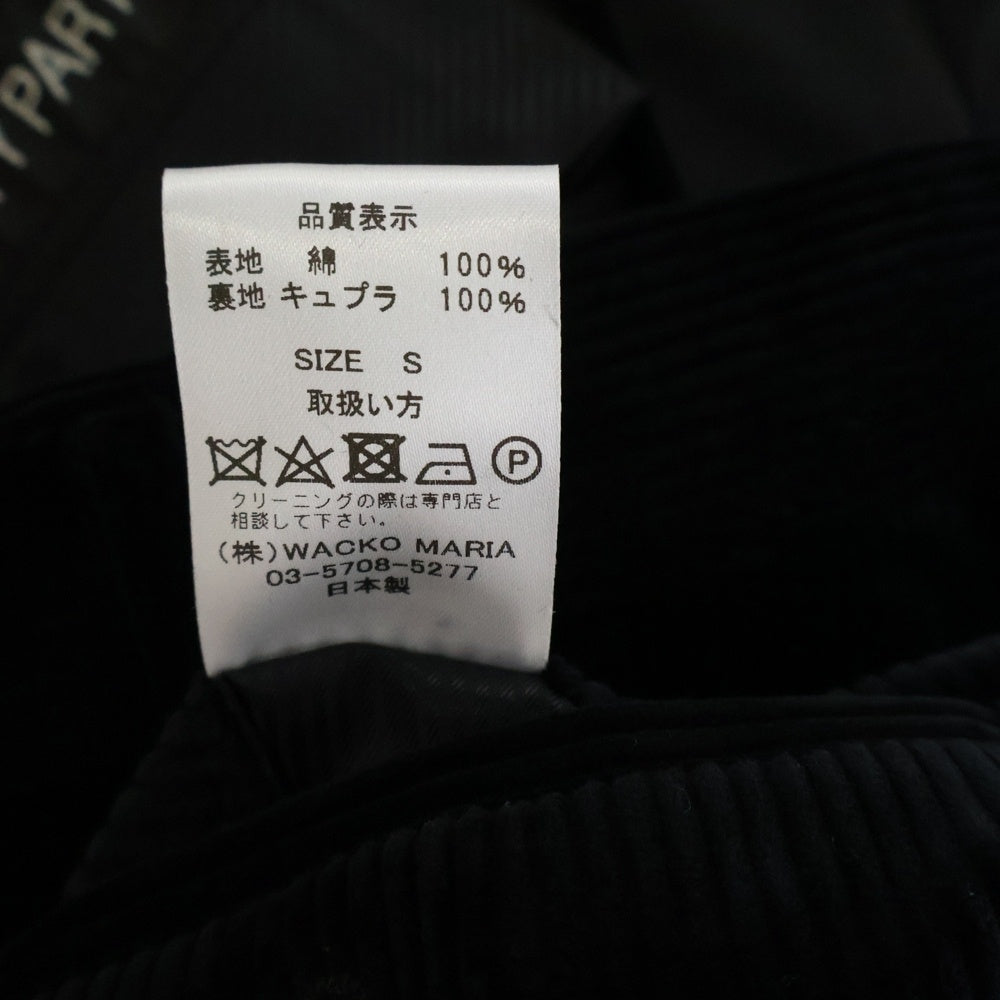 YPAR
品質表示
表地 綿 100%
裏地 キュプラ 100%
SIZE S
取扱い方
P
クリーニングの際は専門店と
相談して下さい。
(株)WACKO MARIA
03-5708-5277
日本製